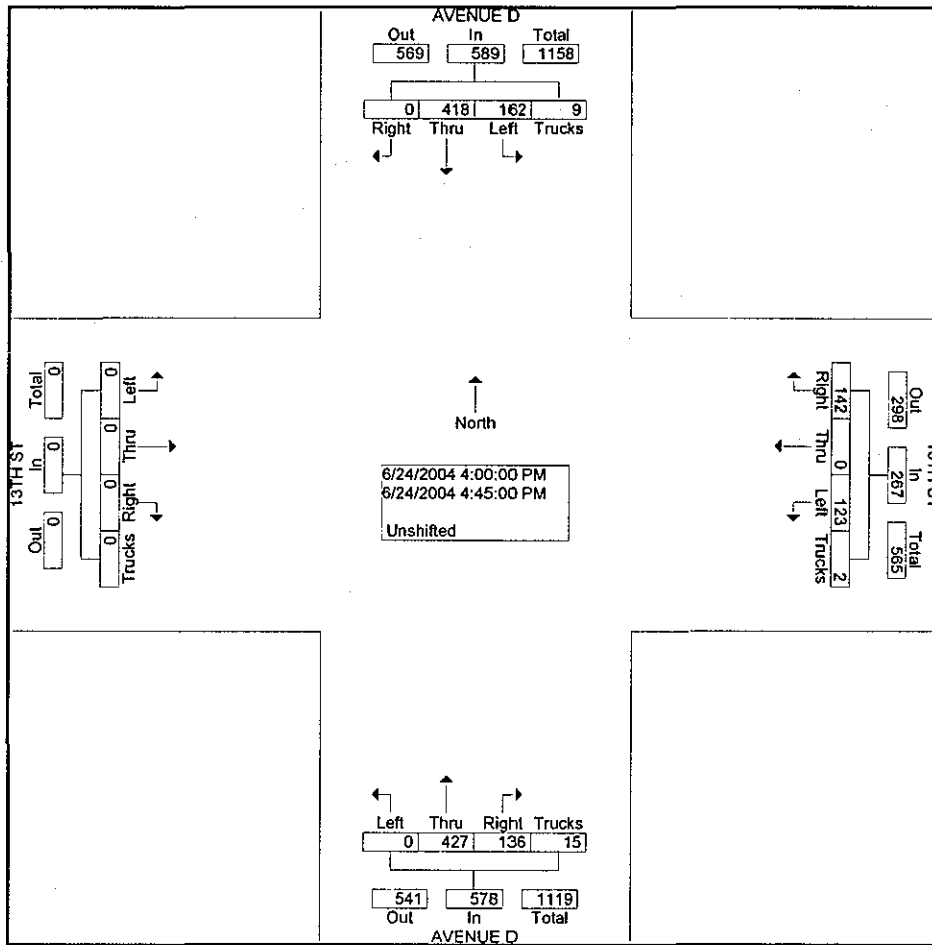 AVENUE D
Out In Total
569 589 1158
0 418 162 9
Right Thru Left Trucks
13TH ST
Total In Out
0 0 0
0 0 0 0
Left Thru Right Trucks
North
6/24/2004 4:00:00 PM
6/24/2004 4:45:00 PM
Unshifted
Right Thru Left Trucks
142 0 123 2
Out In Total
298 267 565
ST
Left Thru Right Trucks
0 427 136 15
541 578 1119
Out In Total
AVENUE D